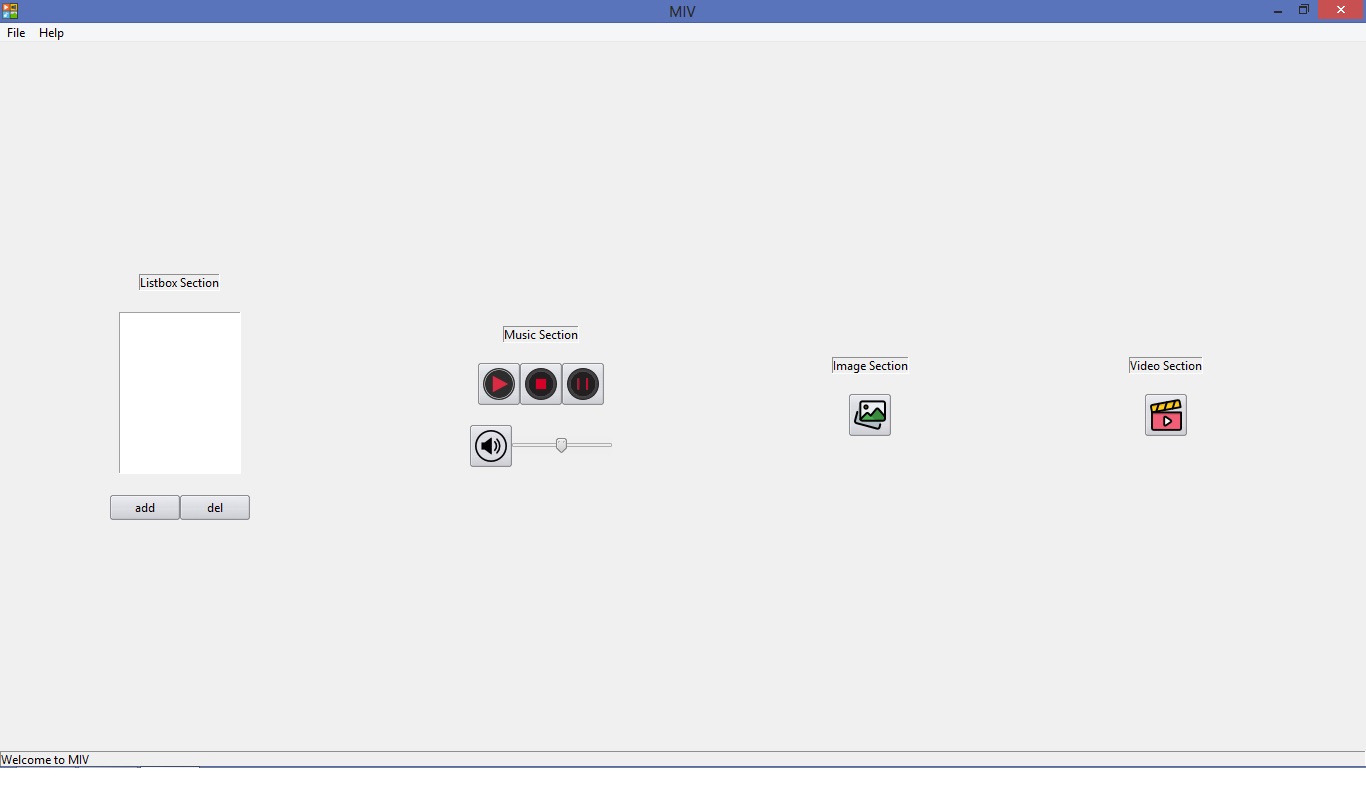 MIV
File Help
Listbox Section
add del
Music Section
Image Section
Video Section
Welcome to MIV